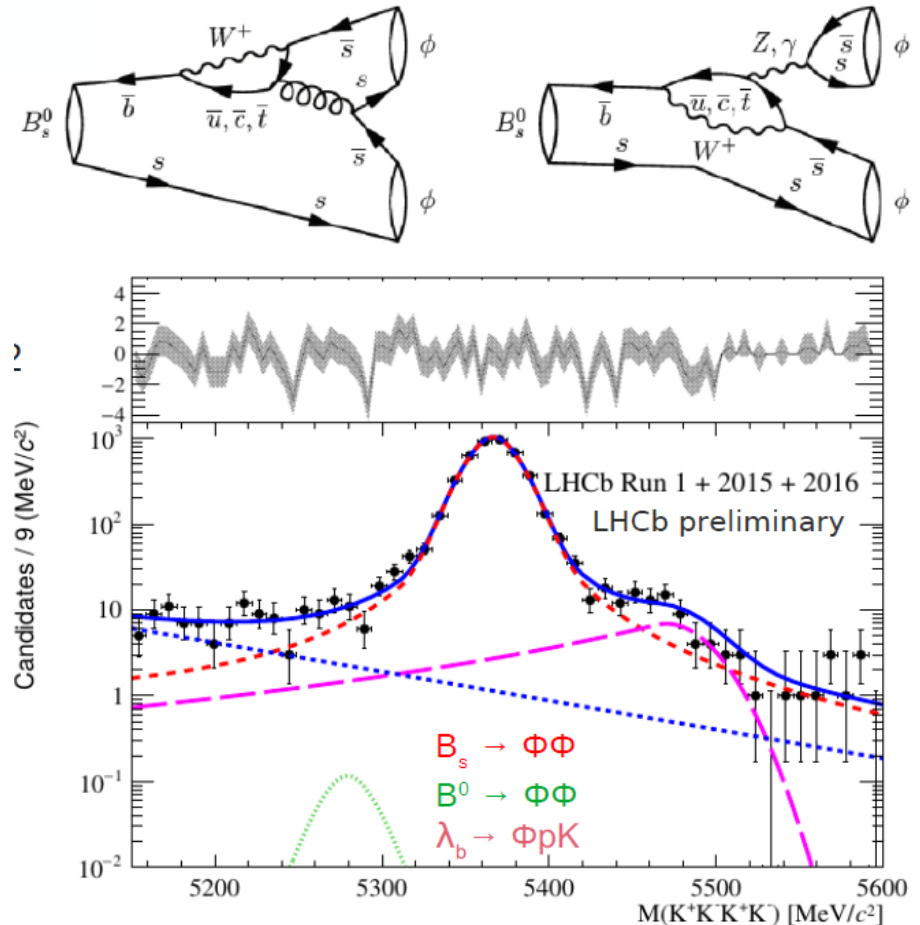 W⁺
s̅
ϕ
s
b̅
u̅, c̅, t̅
B⁰ₛ
s̅
s
s
ϕ
Z, γ
s̅
s
ϕ
b̅
u̅, c̅, t̅
B⁰ₛ
W⁺
s
s̅
s
ϕ
4
2
0
−2
−4
Candidates / 9 (MeV/c²)
10³
10²
10
1
10⁻¹
10⁻²
LHCb Run 1 + 2015 + 2016
LHCb preliminary
Bₛ → ΦΦ
B⁰ → ΦΦ
λ_b → ΦpK
5200
5300
5400
5500
5600
M(K⁺K⁻K⁺K⁻) [MeV/c²]